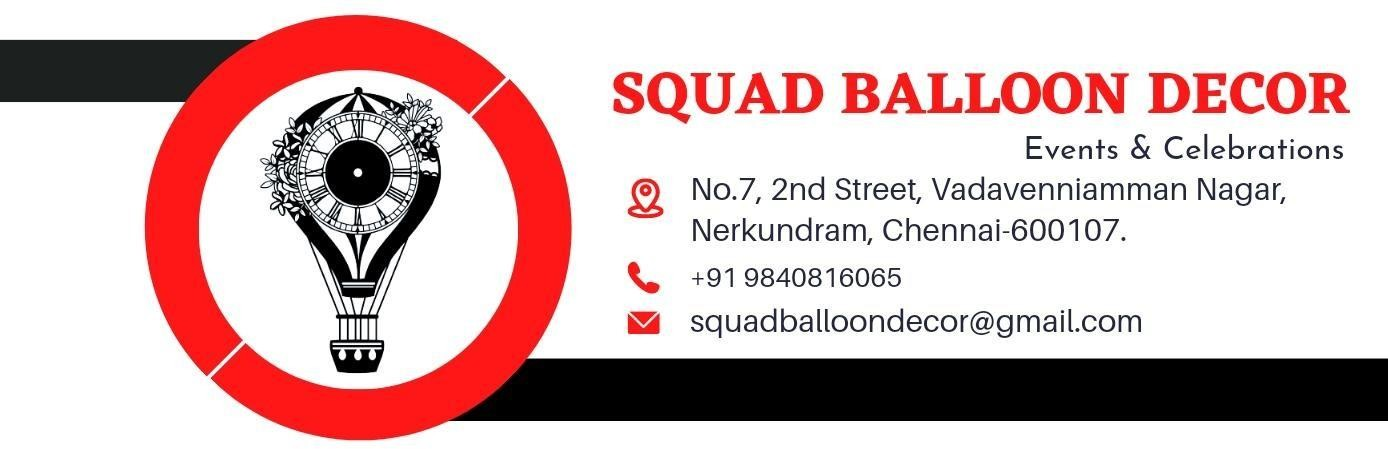 SQUAD BALLOON DECOR
Events & Celebrations
No.7, 2nd Street, Vadavenniamman Nagar,
Nerkundram, Chennai-600107.
+91 9840816065
squadballoondecor@gmail.com